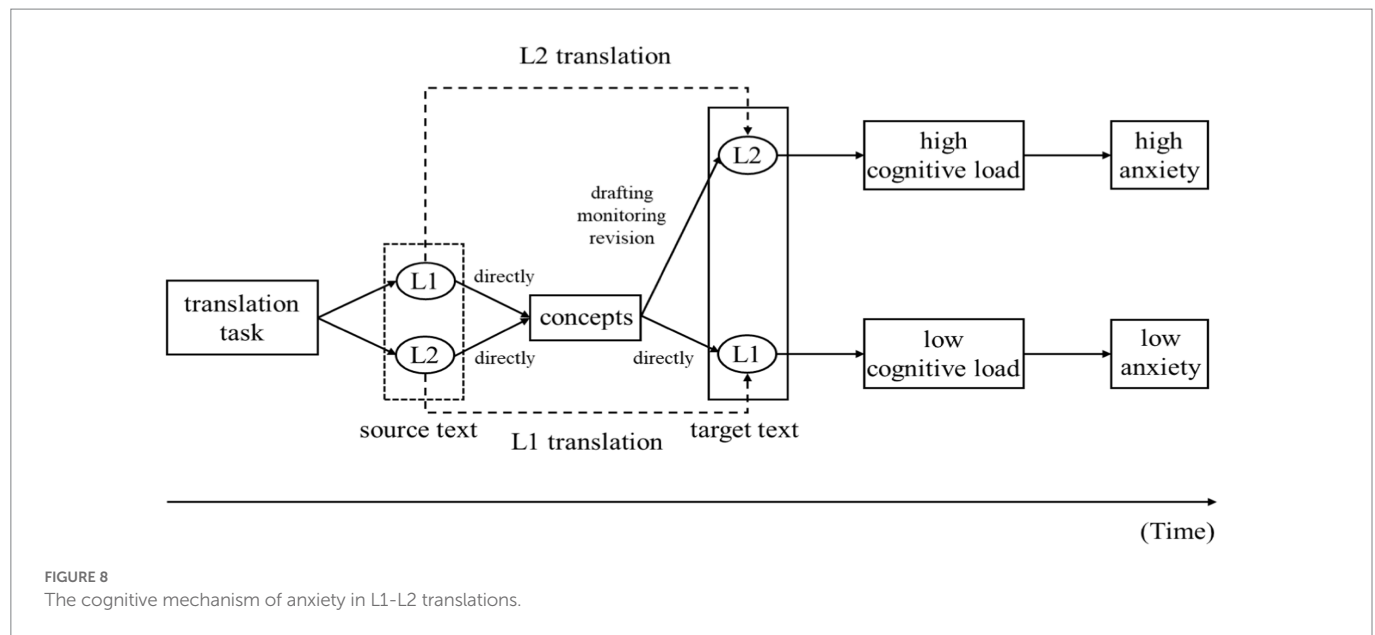 L2 translation
L2
high
cognitive load
high
anxiety
drafting
monitoring
revision
translation
task
L1
directly
L2
directly
concepts
directly
L1
low
cognitive load
low
anxiety
source text
L1 translation
target text
(Time)
FIGURE 8
The cognitive mechanism of anxiety in L1-L2 translations.